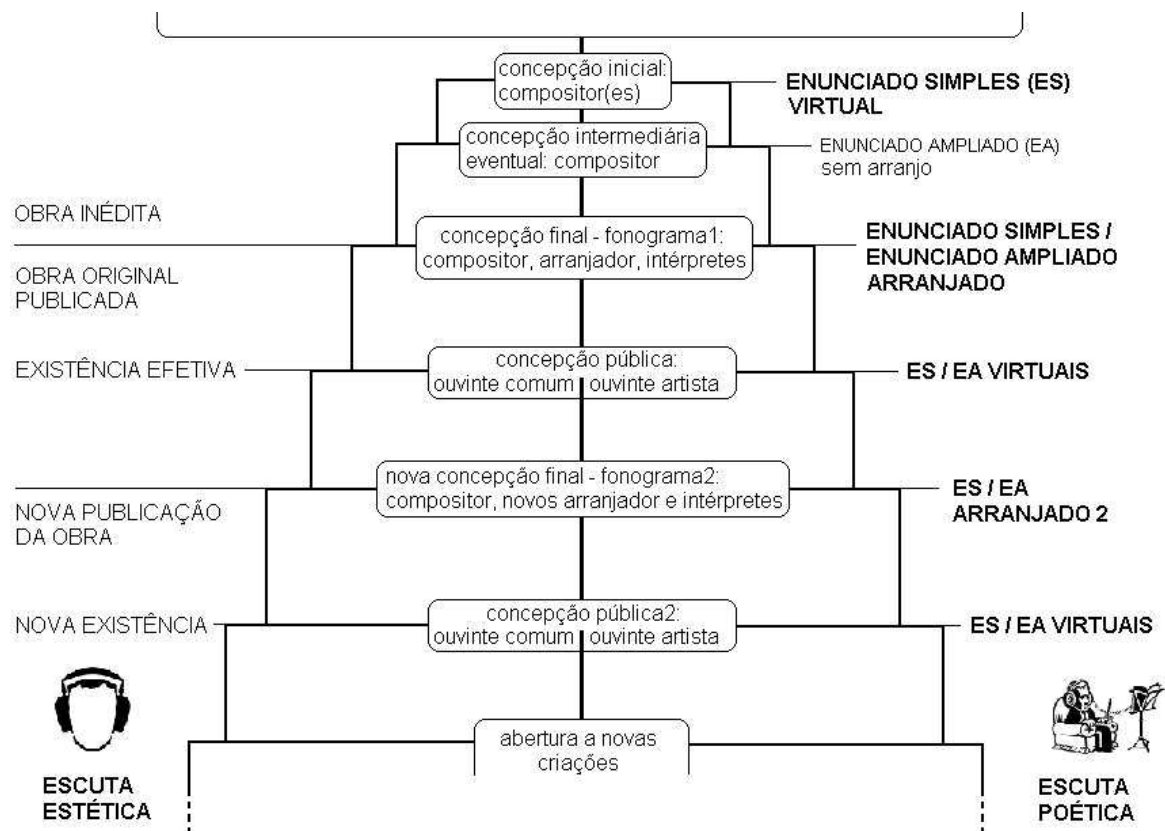 concepção inicial:
compositor(es)
ENUNCIADO SIMPLES (ES)
VIRTUAL
concepção intermediária
eventual: compositor
ENUNCIADO AMPLIADO (EA)
sem arranjo
OBRA INÉDITA
OBRA ORIGINAL
PUBLICADA
concepção final - fonograma1:
compositor, arranjador, intérpretes
ENUNCIADO SIMPLES /
ENUNCIADO AMPLIADO
ARRANJADO
EXISTÊNCIA EFETIVA
concepção pública:
ouvinte comum ouvinte artista
ES / EA VIRTUAIS
nova concepção final - fonograma2:
compositor, novos arranjador e intérpretes
ES / EA
ARRANJADO 2
NOVA PUBLICAÇÃO
DA OBRA
NOVA EXISTÊNCIA
concepção pública2:
ouvinte comum ouvinte artista
ES / EA VIRTUAIS
abertura a novas
criações
ESCUTA
ESTÉTICA
ESCUTA
POÉTICA